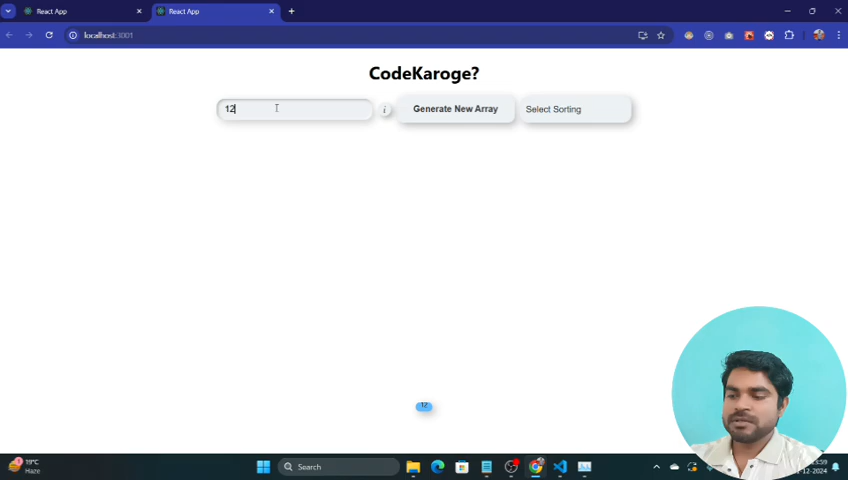 React App
React App
localhost:3001
CodeKaroge?
12
i
Generate New Array
Select Sorting
12
19°C
Haze
Search